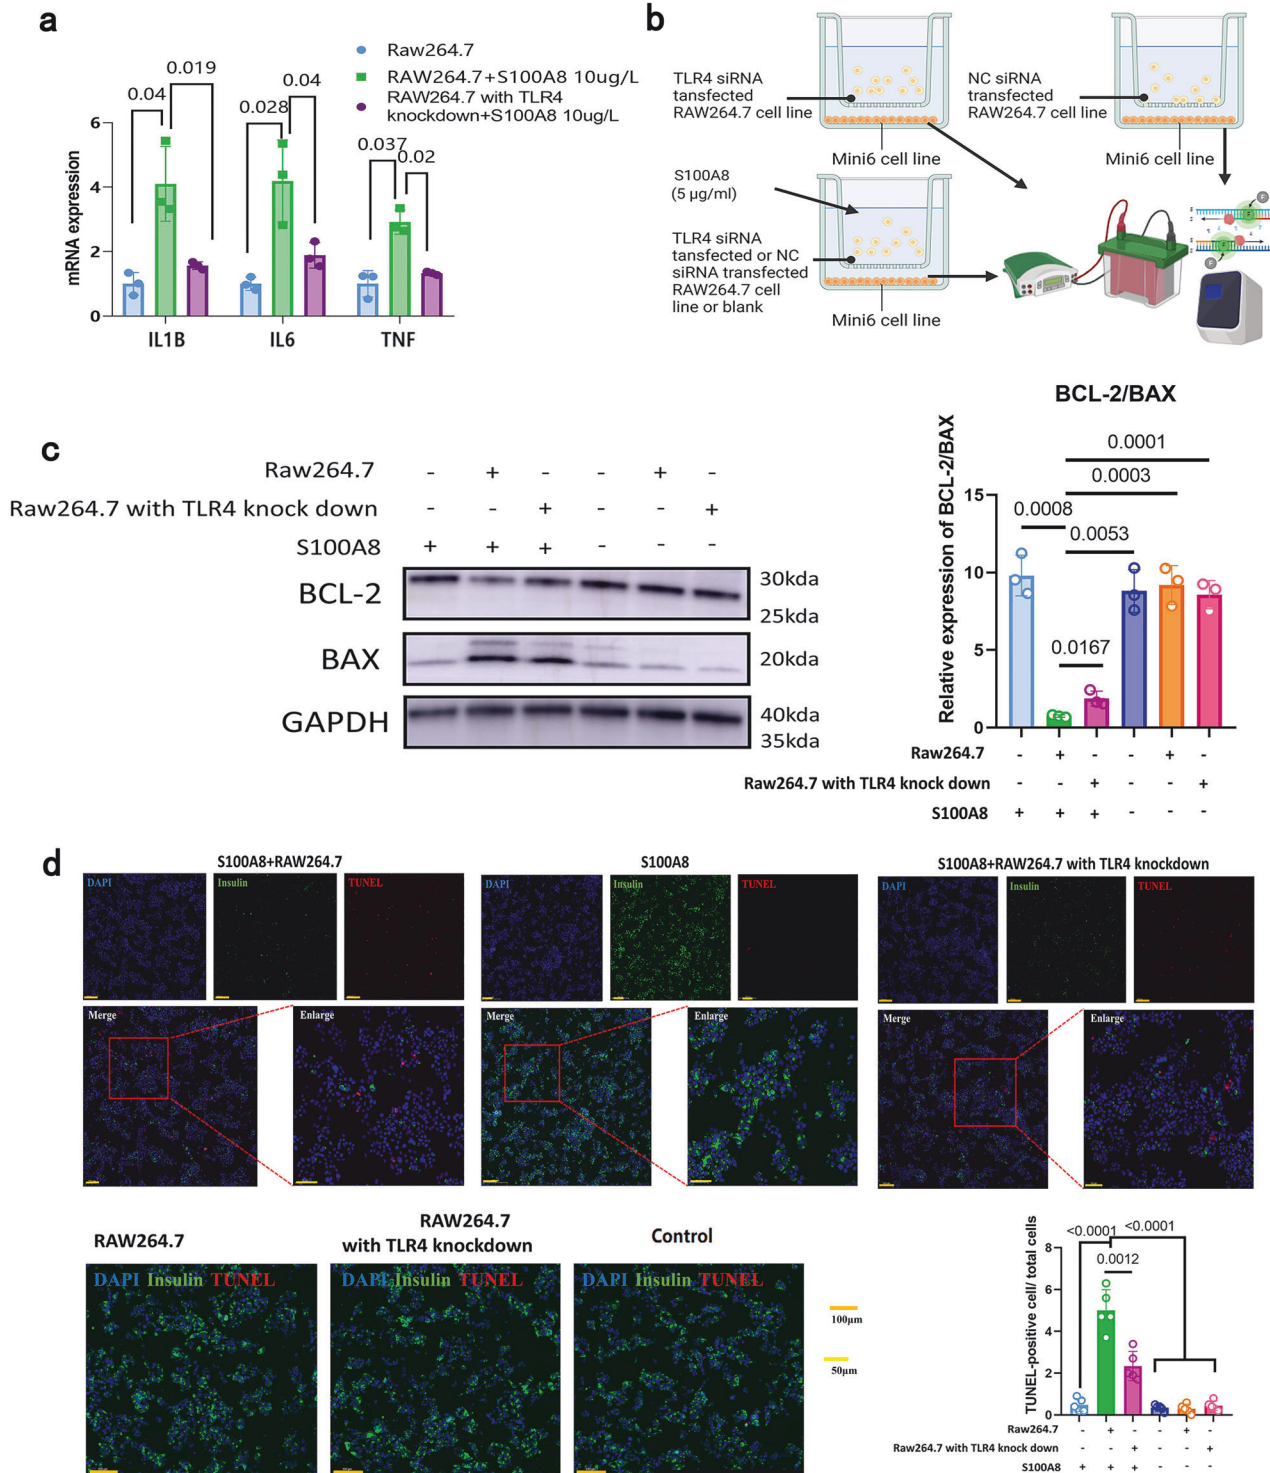 a
Raw264.7
RAW264.7+S100A8 10ug/L
RAW264.7 with TLR4
knockdown+S100A8 10ug/L
0.019
0.04
0.04
0.028
0.037
0.02
mRNA expression
6
4
2
0
IL1B
IL6
TNF
b
TLR4 siRNA
tansfected
RAW264.7 cell line
Mini6 cell line
NC siRNA
transfected
RAW264.7 cell line
Mini6 cell line
S100A8
(5 µg/ml)
TLR4 siRNA
tansfected or NC
siRNA transfected
RAW264.7 cell
line or blank
Mini6 cell line
F
F
F
F
c
Raw264.7 - + - - + -
Raw264.7 with TLR4 knock down - - + - - +
S100A8 + + + - - -
BCL-2
30kda
25kda
BAX
20kda
GAPDH
40kda
35kda
BCL-2/BAX
Relative expression of BCL-2/BAX
0.0001
0.0003
0.0008
0.0053
0.0167
15
10
5
0
Raw264.7 - + - - + -
Raw264.7 with TLR4 knock down - - + - - +
S100A8 + + + - - -
d
S100A8+RAW264.7
DAPI
Insulin
TUNEL
Merge
Enlarge
S100A8
DAPI
Insulin
TUNEL
Merge
Enlarge
S100A8+RAW264.7 with TLR4 knockdown
DAPI
Insulin
TUNEL
Merge
Enlarge
RAW264.7
DAPI Insulin TUNEL
RAW264.7
with TLR4 knockdown
DAPI Insulin TUNEL
Control
DAPI Insulin TUNEL
100µm
50µm
TUNEL-positive cell/ total cells
<0.0001
<0.0001
0.0012
8
6
4
2
0
Raw264.7 - + - - + -
Raw264.7 with TLR4 knock down - - + - - +
S100A8 + + + - - -